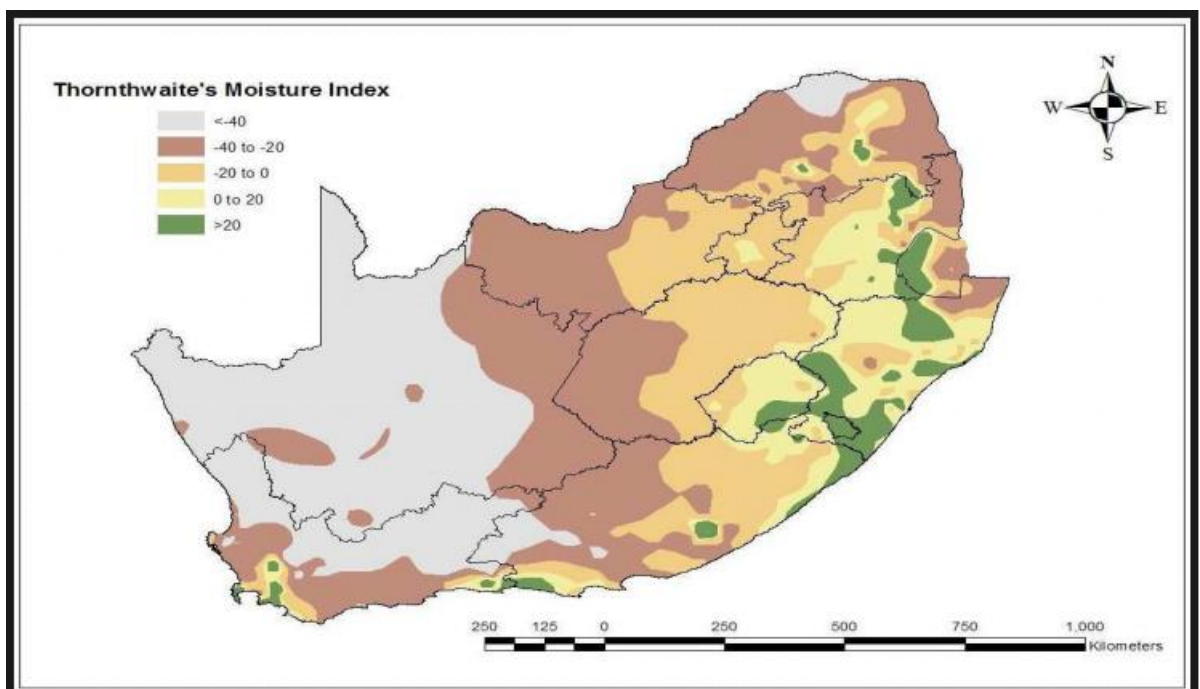 Thornthwaite's Moisture Index
<-40
-40 to -20
-20 to 0
0 to 20
>20
N
W E
S
250 125 0 250 500 750 1,000
Kilometers